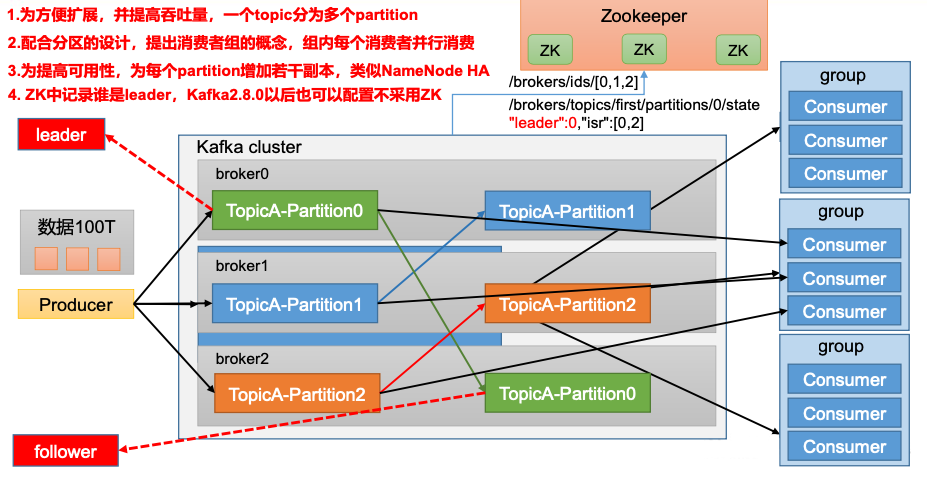 1.为方便扩展，并提高吞吐量，一个topic分为多个partition
2.配合分区的设计，提出消费者组的概念，组内每个消费者并行消费
3.为提高可用性，为每个partition增加若干副本，类似NameNode HA
4. ZK中记录谁是leader，Kafka2.8.0以后也可以配置不采用ZK
Zookeeper
ZK
ZK
ZK
/brokers/ids/[0,1,2]
/brokers/topics/first/partitions/0/state
"leader":0,"isr":[0,2]
leader
数据100T
Producer
follower
Kafka cluster
broker0
TopicA-Partition0
TopicA-Partition1
broker1
TopicA-Partition1
TopicA-Partition2
broker2
TopicA-Partition2
TopicA-Partition0
group
Consumer
Consumer
Consumer
group
Consumer
Consumer
Consumer
group
Consumer
Consumer
Consumer